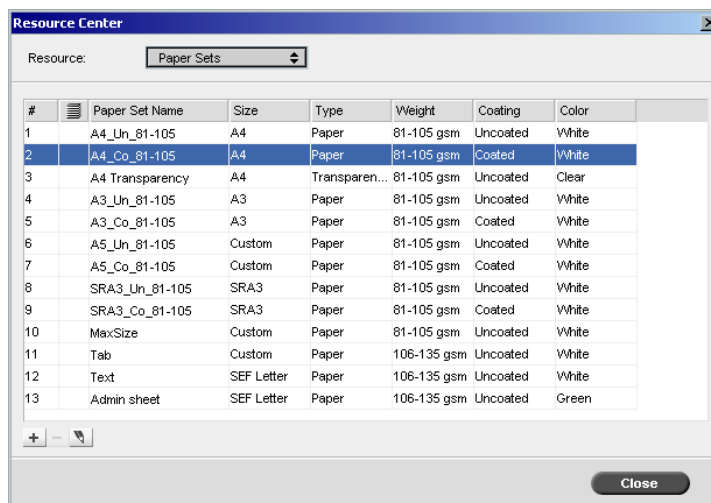 Resource Center
Resource: Paper Sets
# Paper Set Name Size Type Weight Coating Color
1 A4_Un_81-105 A4 Paper 81-105 gsm Uncoated White
2 A4_Co_81-105 A4 Paper 81-105 gsm Coated White
3 A4 Transparency A4 Transparen... 81-105 gsm Uncoated Clear
4 A3_Un_81-105 A3 Paper 81-105 gsm Uncoated White
5 A3_Co_81-105 A3 Paper 81-105 gsm Coated White
6 A5_Un_81-105 Custom Paper 81-105 gsm Uncoated White
7 A5_Co_81-105 Custom Paper 81-105 gsm Coated White
8 SRA3_Un_81-105 SRA3 Paper 81-105 gsm Uncoated White
9 SRA3_Co_81-105 SRA3 Paper 81-105 gsm Coated White
10 MaxSize Custom Paper 81-105 gsm Uncoated White
11 Tab Custom Paper 106-135 gsm Uncoated White
12 Text SEF Letter Paper 106-135 gsm Uncoated White
13 Admin sheet SEF Letter Paper 106-135 gsm Uncoated Green
Close